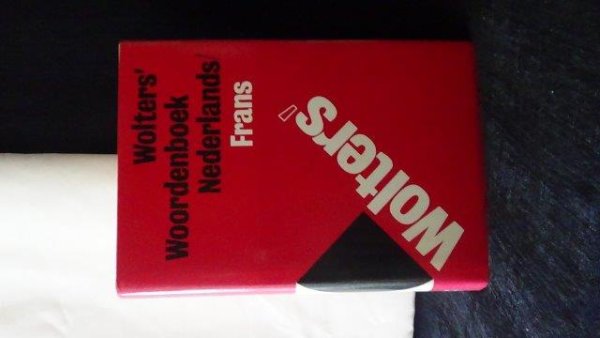 Wolters'
Woordenboek
Nederlands/
Frans
Wolters'